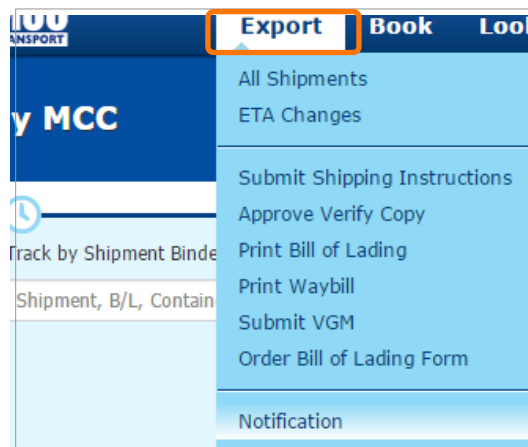 TRANSPORT
Export Book
y MCC
All Shipments
ETA Changes
Submit Shipping Instructions
Approve Verify Copy
Track by Shipment Binde
Print Bill of Lading
Print Waybill
Shipment, B/L, Contain
Submit VGM
Order Bill of Lading Form
Notification